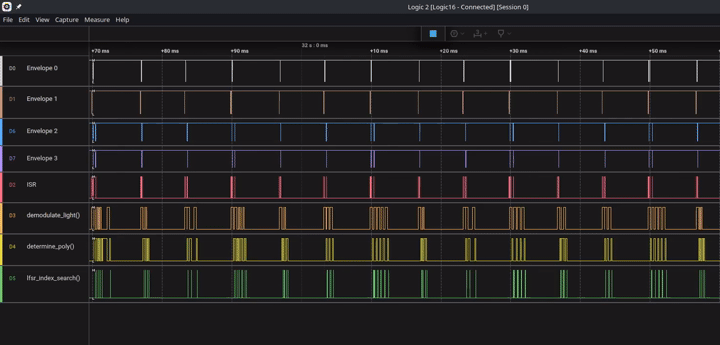 Logic 2 [Logic16 - Connected] [Session 0]
File Edit View Capture Measure Help
32 s : 0 ms
+70 ms +80 ms +90 ms +10 ms +20 ms +30 ms +40 ms +50 ms
D0 Envelope 0
D1 Envelope 1
D6 Envelope 2
D7 Envelope 3
D2 ISR
D3 demodulate_light()
D4 determine_poly()
D5 lfsr_index_search()